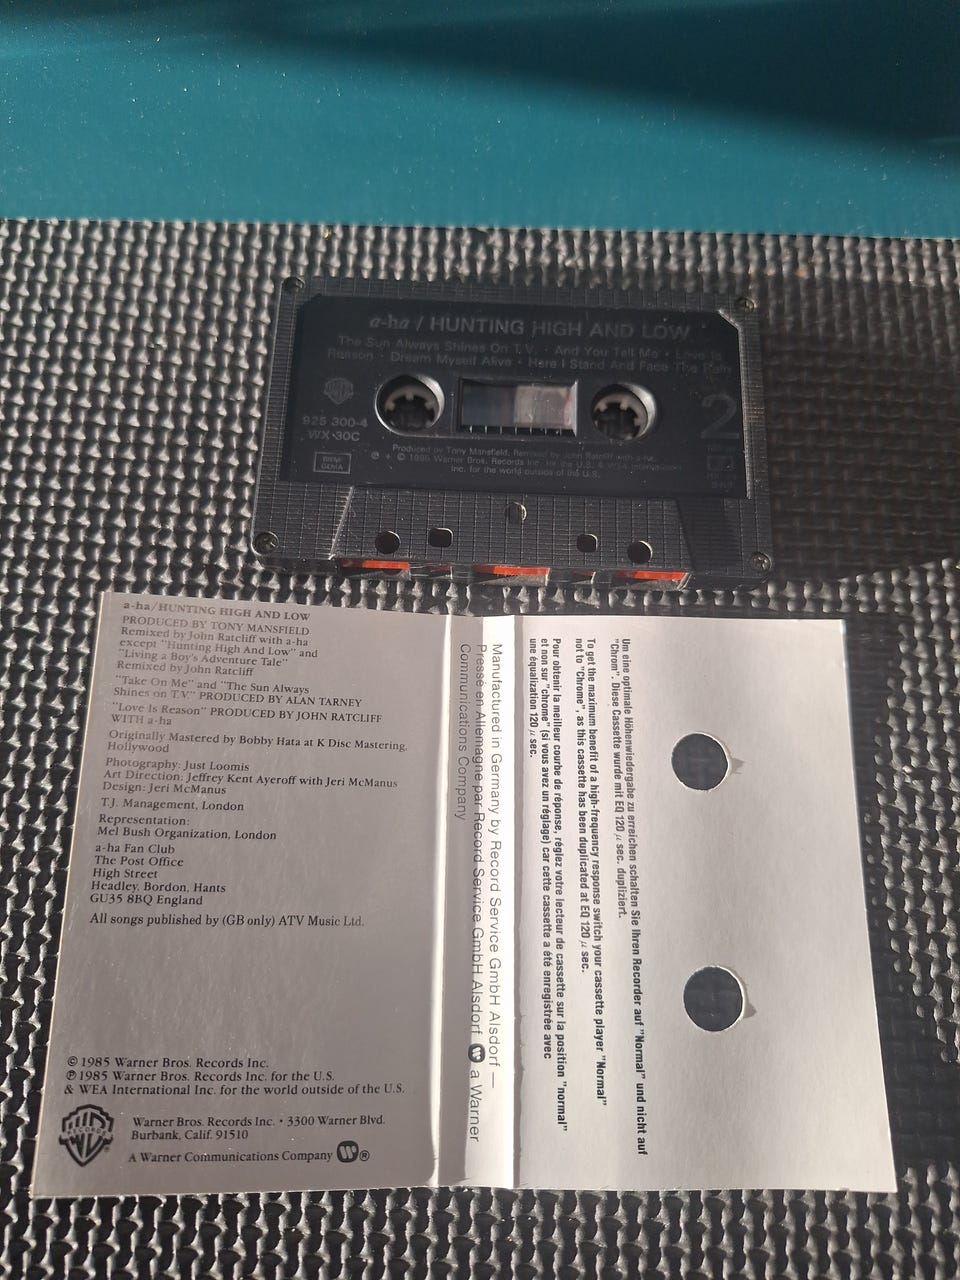 a-ha / HUNTING HIGH AND LOW
The Sun Always Shines On T.V. · And You Tell Me · Love Is
Reason · Dream Myself Alive · Here I Stand And Face The Rain
925 300-4
WX 30C
2
BIEM
GEMA
Produced by Tony Mansfield, Remixed by John Ratcliff with a-ha.
℗ + © 1985 Warner Bros. Records Inc. for the U.S. & WEA International
Inc. for the world outside of the U.S.
a-ha/HUNTING HIGH AND LOW
PRODUCED BY TONY MANSFIELD
Remixed by John Ratcliff with a-ha
except "Hunting High And Low" and
"Living a Boy's Adventure Tale"
Remixed by John Ratcliff
"Take On Me" and "The Sun Always
Shines on T.V." PRODUCED BY ALAN TARNEY
"Love Is Reason" PRODUCED BY JOHN RATCLIFF
WITH a-ha
Originally Mastered by Bobby Hata at K Disc Mastering,
Hollywood
Photography: Just Loomis
Art Direction: Jeffrey Kent Ayeroff with Jeri McManus
Design: Jeri McManus
T.J. Management, London
Representation:
Mel Bush Organization, London
a-ha Fan Club
The Post Office
High Street
Headley, Bordon, Hants
GU35 8BQ England
All songs published by (GB only) ATV Music Ltd.
© 1985 Warner Bros. Records Inc.
℗ 1985 Warner Bros. Records Inc. for the U.S.
& WEA International Inc. for the world outside of the U.S.
RECORDS
Warner Bros. Records Inc. · 3300 Warner Blvd.
Burbank, Calif. 91510
A Warner Communications Company ®
Manufactured in Germany by Record Service GmbH Alsdorf —
Pressé en Allemagne par Record Service GmbH Alsdorf a Warner
Communications Company
Um eine optimale Höhenwiedergabe zu erreichen schalten Sie Ihren Recorder auf "Normal" und nicht auf
"Chrom". Diese Cassette wurde mit EQ 120 µ sec. dupliziert.
To get the maximum benefit of a high-frequency response switch your cassette player "Normal"
not to "Chrome", as this cassette has been duplicated at EQ 120 µ sec.
Pour obtenir la meilleur courbe de réponse, réglez votre lecteur de cassette sur la position "normal"
et non sur "chrome" (si vous avez un réglage) car cette cassette a été enregistrée avec
une équalization 120 µ sec.